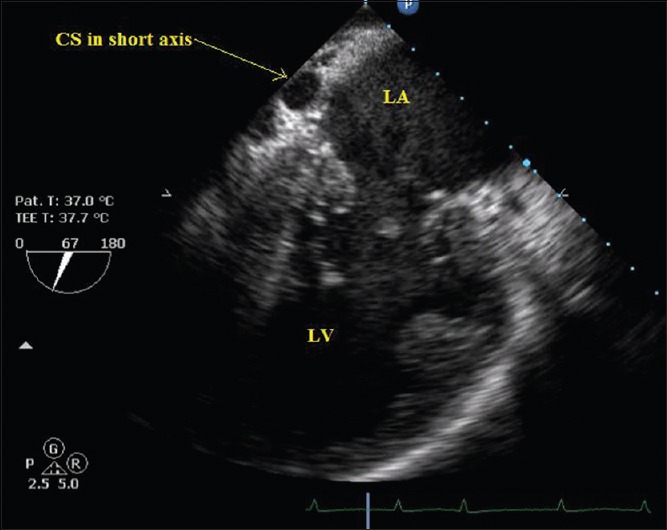 P
CS in short axis
LA
Pat. T: 37.0 °C
TEE T: 37.7 °C
0 67 180
LV
G
P R
2.5 5.0